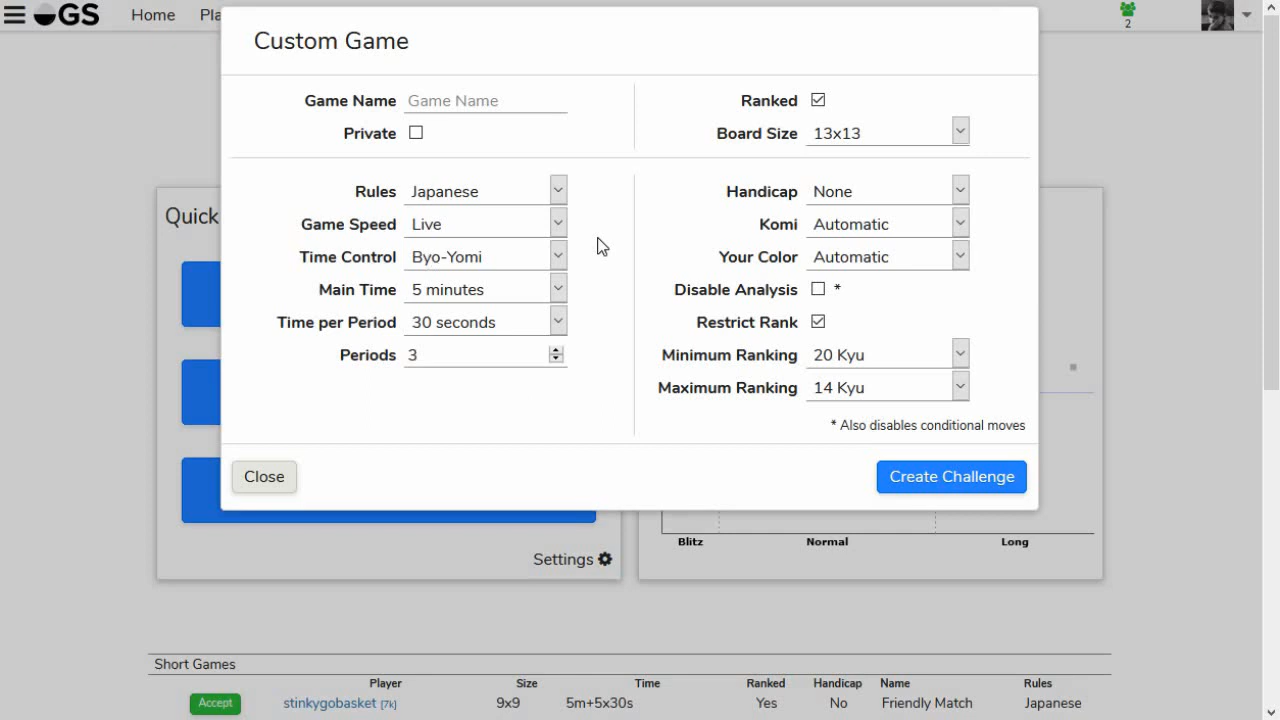 OGS Home Pla 2
Custom Game
Game Name Game Name Ranked
Private Board Size 13x13
Rules Japanese Handicap None
Quick
Game Speed Live Komi Automatic
Time Control Byo-Yomi Your Color Automatic
Main Time 5 minutes Disable Analysis *
Time per Period 30 seconds Restrict Rank
Periods 3 Minimum Ranking 20 Kyu
Maximum Ranking 14 Kyu
* Also disables conditional moves
Close Create Challenge
Blitz Normal Long
Settings
Short Games
Player Size Time Ranked Handicap Name Rules
Accept stinkygobasket [7k] 9x9 5m+5x30s Yes No Friendly Match Japanese